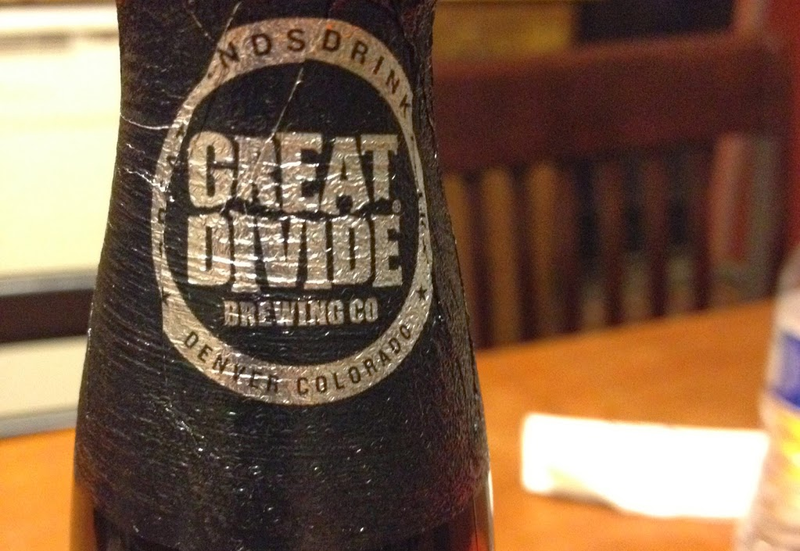 NDSDRINK
GREAT
DIVIDE
BREWING CO
DENVER COLORADO